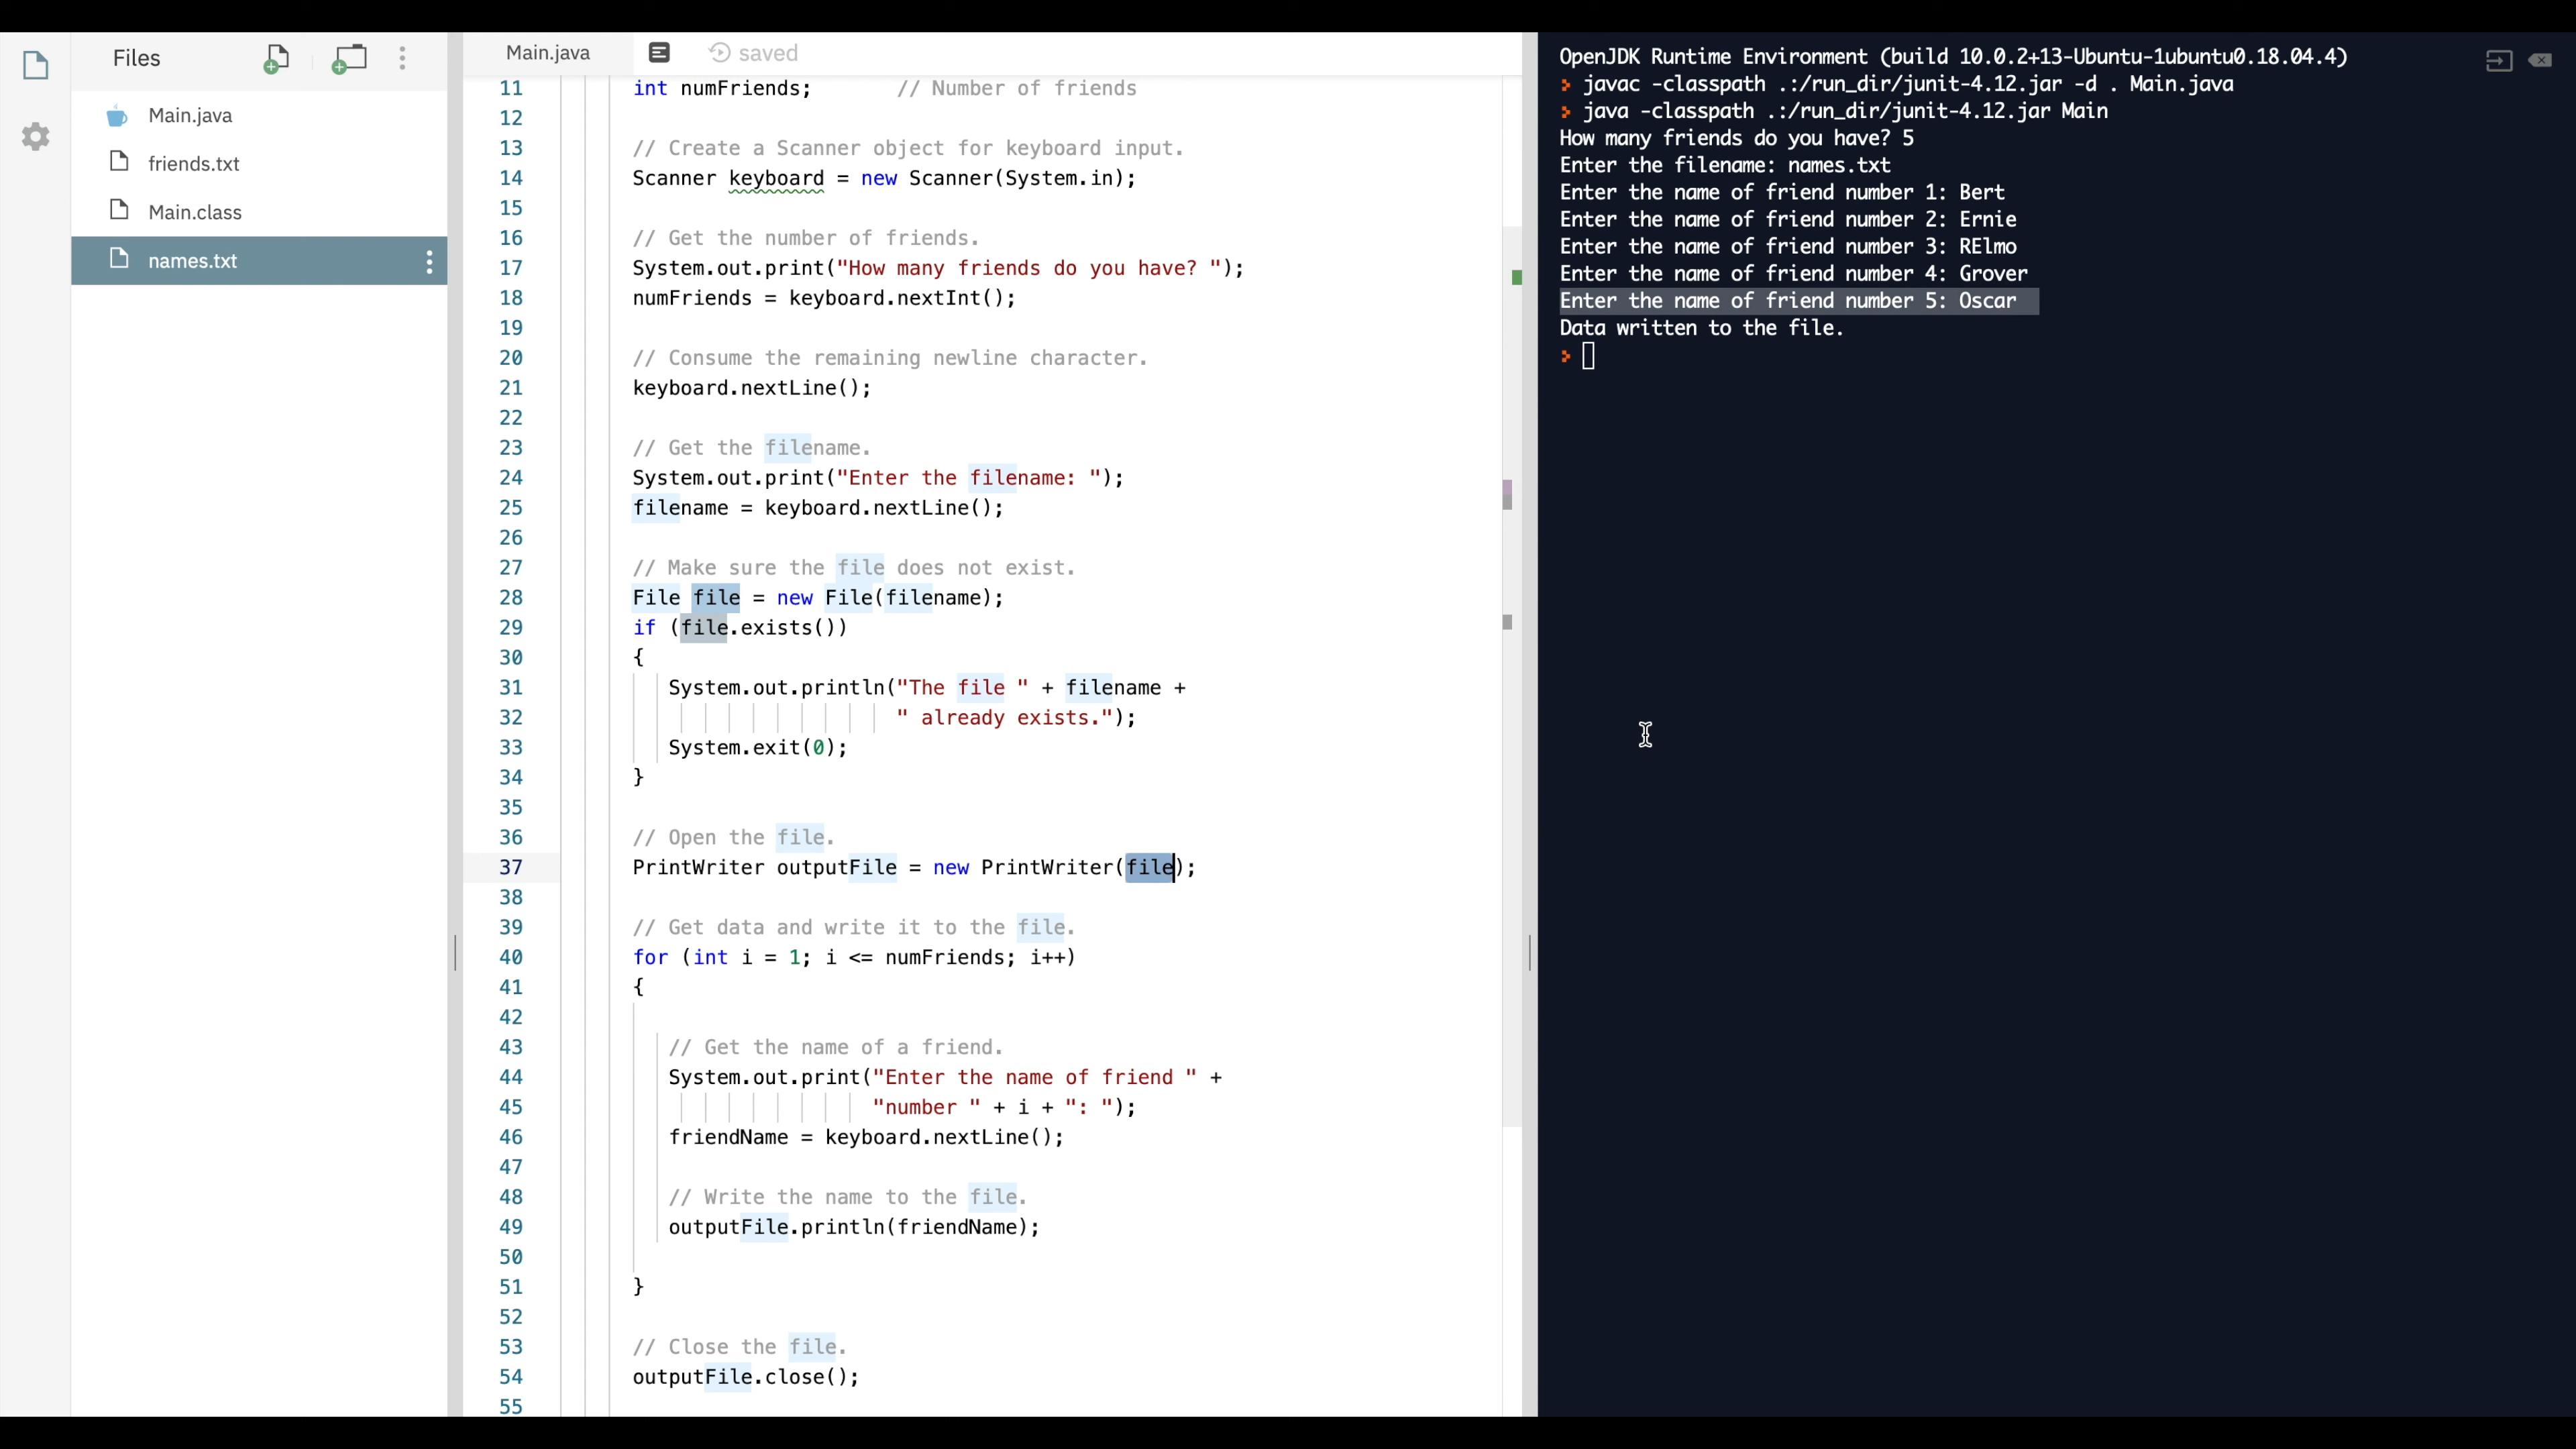 Files
Main.java
friends.txt
Main.class
names.txt
Main.java saved
11 int numFriends; // Number of friends
12
13 // Create a Scanner object for keyboard input.
14 Scanner keyboard = new Scanner(System.in);
15
16 // Get the number of friends.
17 System.out.print("How many friends do you have? ");
18 numFriends = keyboard.nextInt();
19
20 // Consume the remaining newline character.
21 keyboard.nextLine();
22
23 // Get the filename.
24 System.out.print("Enter the filename: ");
25 filename = keyboard.nextLine();
26
27 // Make sure the file does not exist.
28 File file = new File(filename);
29 if (file.exists())
30 {
31 System.out.println("The file " + filename +
32 " already exists.");
33 System.exit(0);
34 }
35
36 // Open the file.
37 PrintWriter outputFile = new PrintWriter(file);
38
39 // Get data and write it to the file.
40 for (int i = 1; i <= numFriends; i++)
41 {
42
43 // Get the name of a friend.
44 System.out.print("Enter the name of friend " +
45 "number " + i + ": ");
46 friendName = keyboard.nextLine();
47
48 // Write the name to the file.
49 outputFile.println(friendName);
50
51 }
52
53 // Close the file.
54 outputFile.close();
55
OpenJDK Runtime Environment (build 10.0.2+13-Ubuntu-1ubuntu0.18.04.4)
> javac -classpath .:/run_dir/junit-4.12.jar -d . Main.java
> java -classpath .:/run_dir/junit-4.12.jar Main
How many friends do you have? 5
Enter the filename: names.txt
Enter the name of friend number 1: Bert
Enter the name of friend number 2: Ernie
Enter the name of friend number 3: RElmo
Enter the name of friend number 4: Grover
Enter the name of friend number 5: Oscar
Data written to the file.
>